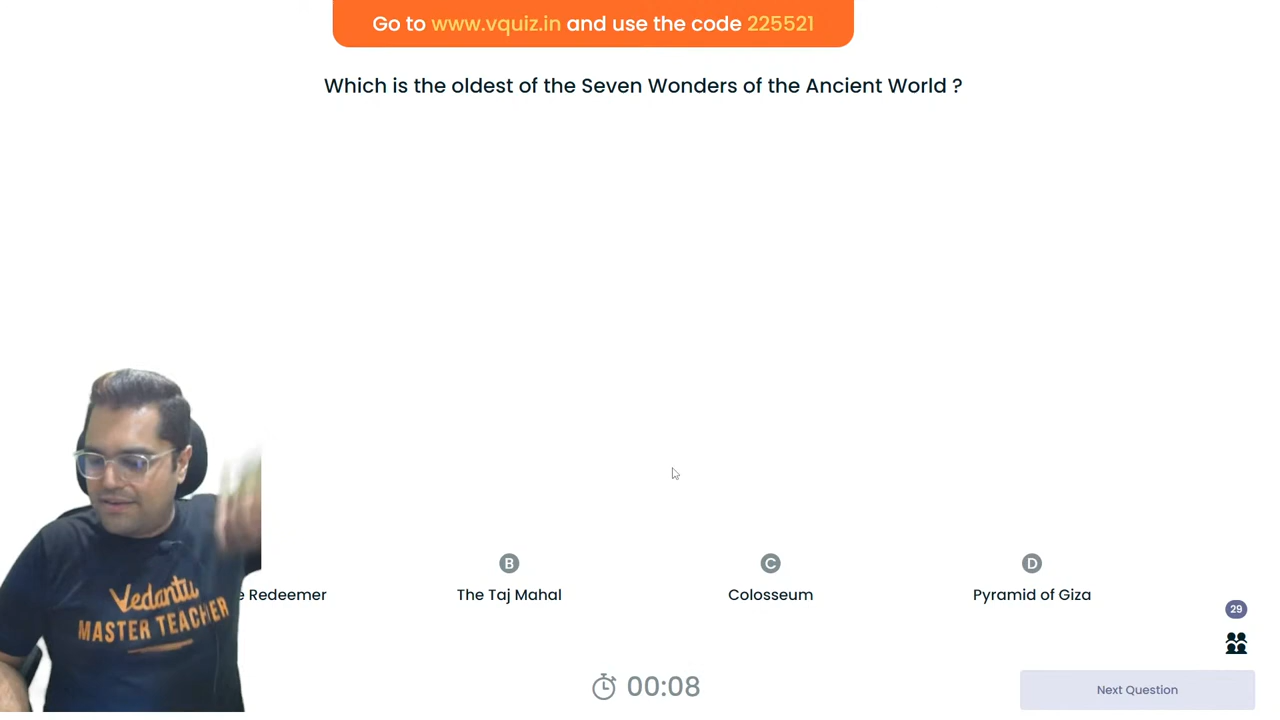 Go to www.vquiz.in and use the code 225521
Which is the oldest of the Seven Wonders of the Ancient World ?
Vedantu
MASTER TEACHER
e Redeemer
B
The Taj Mahal
C
Colosseum
D
Pyramid of Giza
29
00:08
Next Question